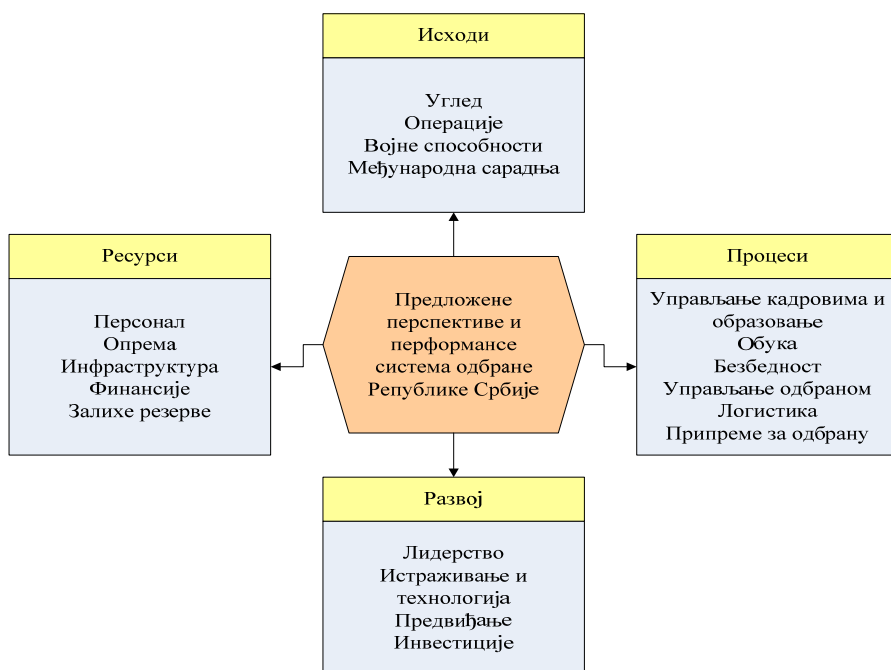 Исходи
Углед
Операције
Војне способности
Међународна сарадња
Ресурси
Персонал
Опрема
Инфраструктура
Финансије
Залихе резерве
Предложене
перспективе и
перформансе
система одбране
Републике Србије
Процеси
Управљање кадровима и
образовање
Обука
Безбедност
Управљање одбраном
Логистика
Припреме за одбрану
Развој
Лидерство
Истраживање и
технологија
Предвиђање
Инвестиције